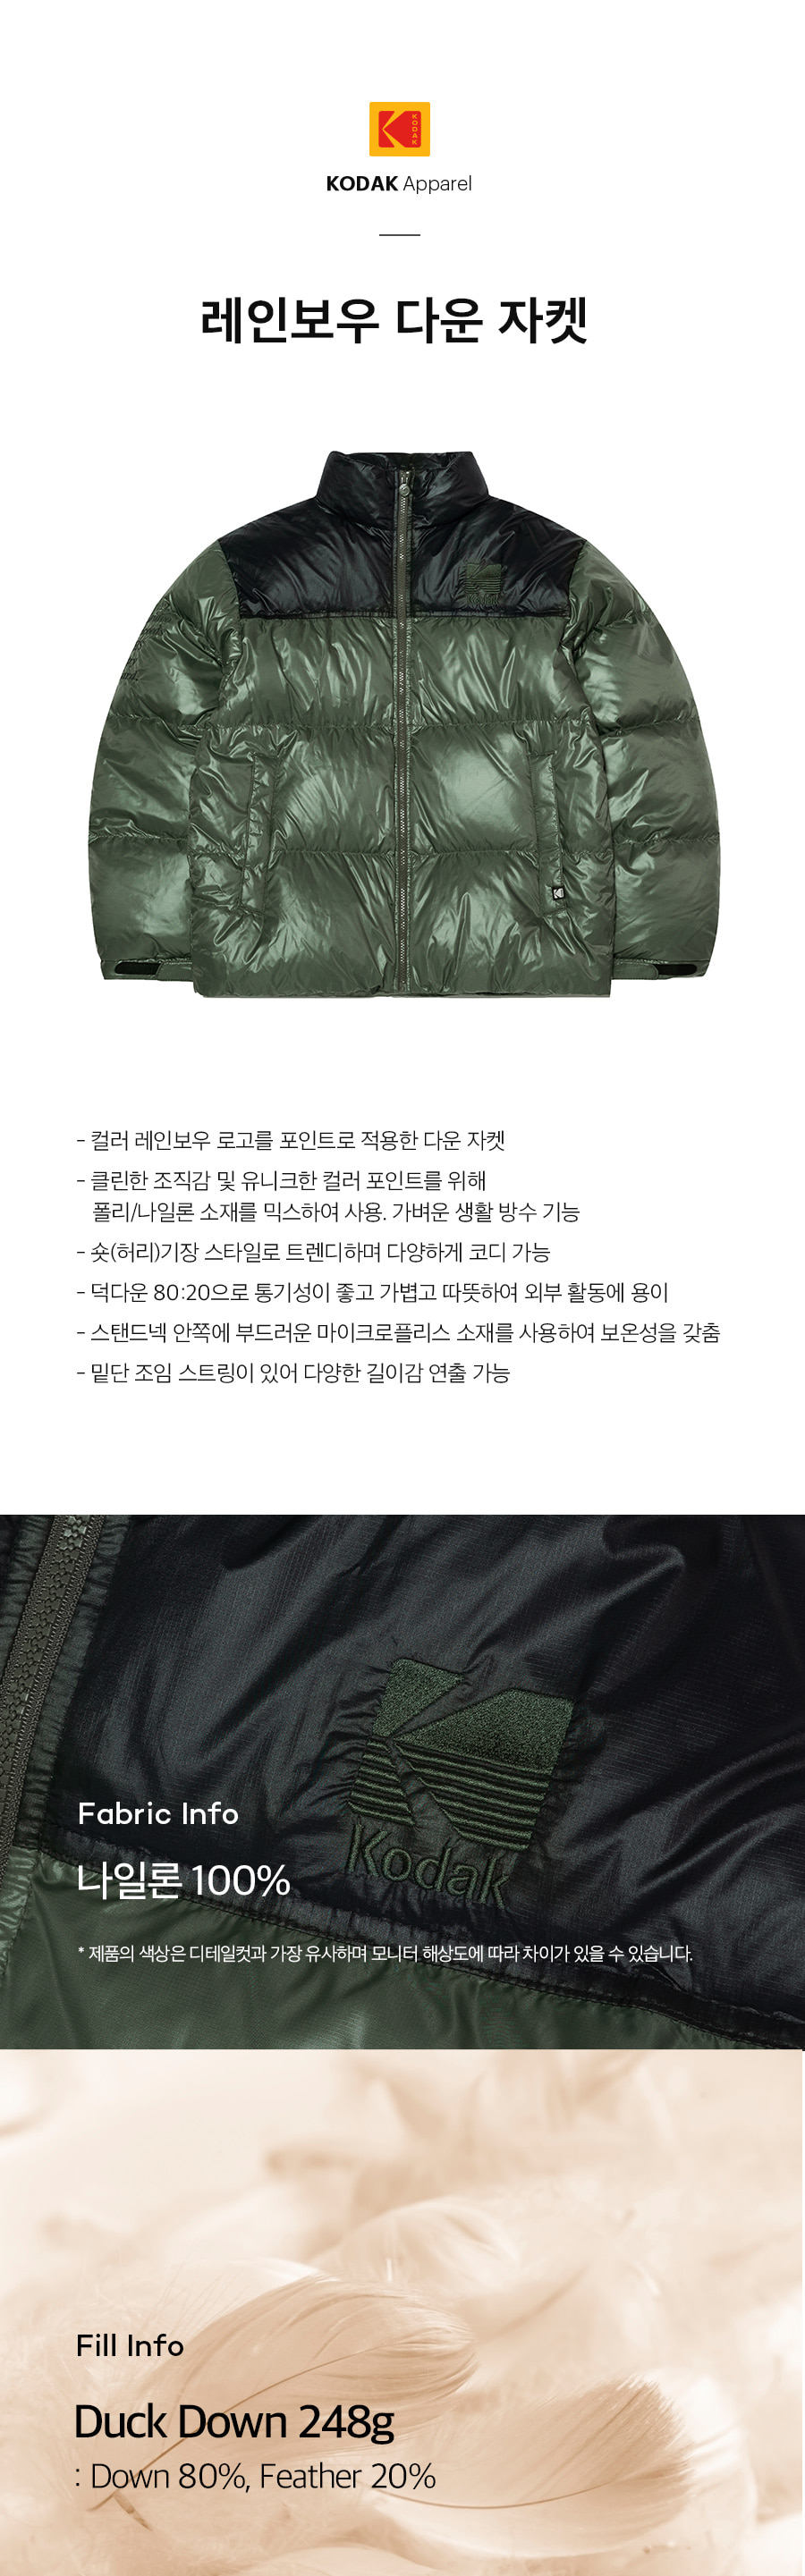 KODAK
KODAK Apparel
레인보우 다운 자켓
- 컬러 레인보우 로고를 포인트로 적용한 다운 자켓
- 클린한 조직감 및 유니크한 컬러 포인트를 위해
폴리/나일론 소재를 믹스하여 사용. 가벼운 생활 방수 기능
- 숏(허리)기장 스타일로 트렌디하며 다양하게 코디 가능
- 덕다운 80:20으로 통기성이 좋고 가볍고 따뜻하여 외부 활동에 용이
- 스탠드넥 안쪽에 부드러운 마이크로플리스 소재를 사용하여 보온성을 갖춤
- 밑단 조임 스트링이 있어 다양한 길이감 연출 가능
Kodak
Fabric Info
나일론 100%
* 제품의 색상은 디테일컷과 가장 유사하며 모니터 해상도에 따라 차이가 있을 수 있습니다.
Fill Info
Duck Down 248g
: Down 80%, Feather 20%